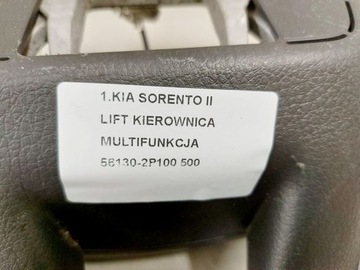 1.KIA SORENTO II
LIFT KIEROWNICA
MULTIFUNKCJA
56130-2P100 500